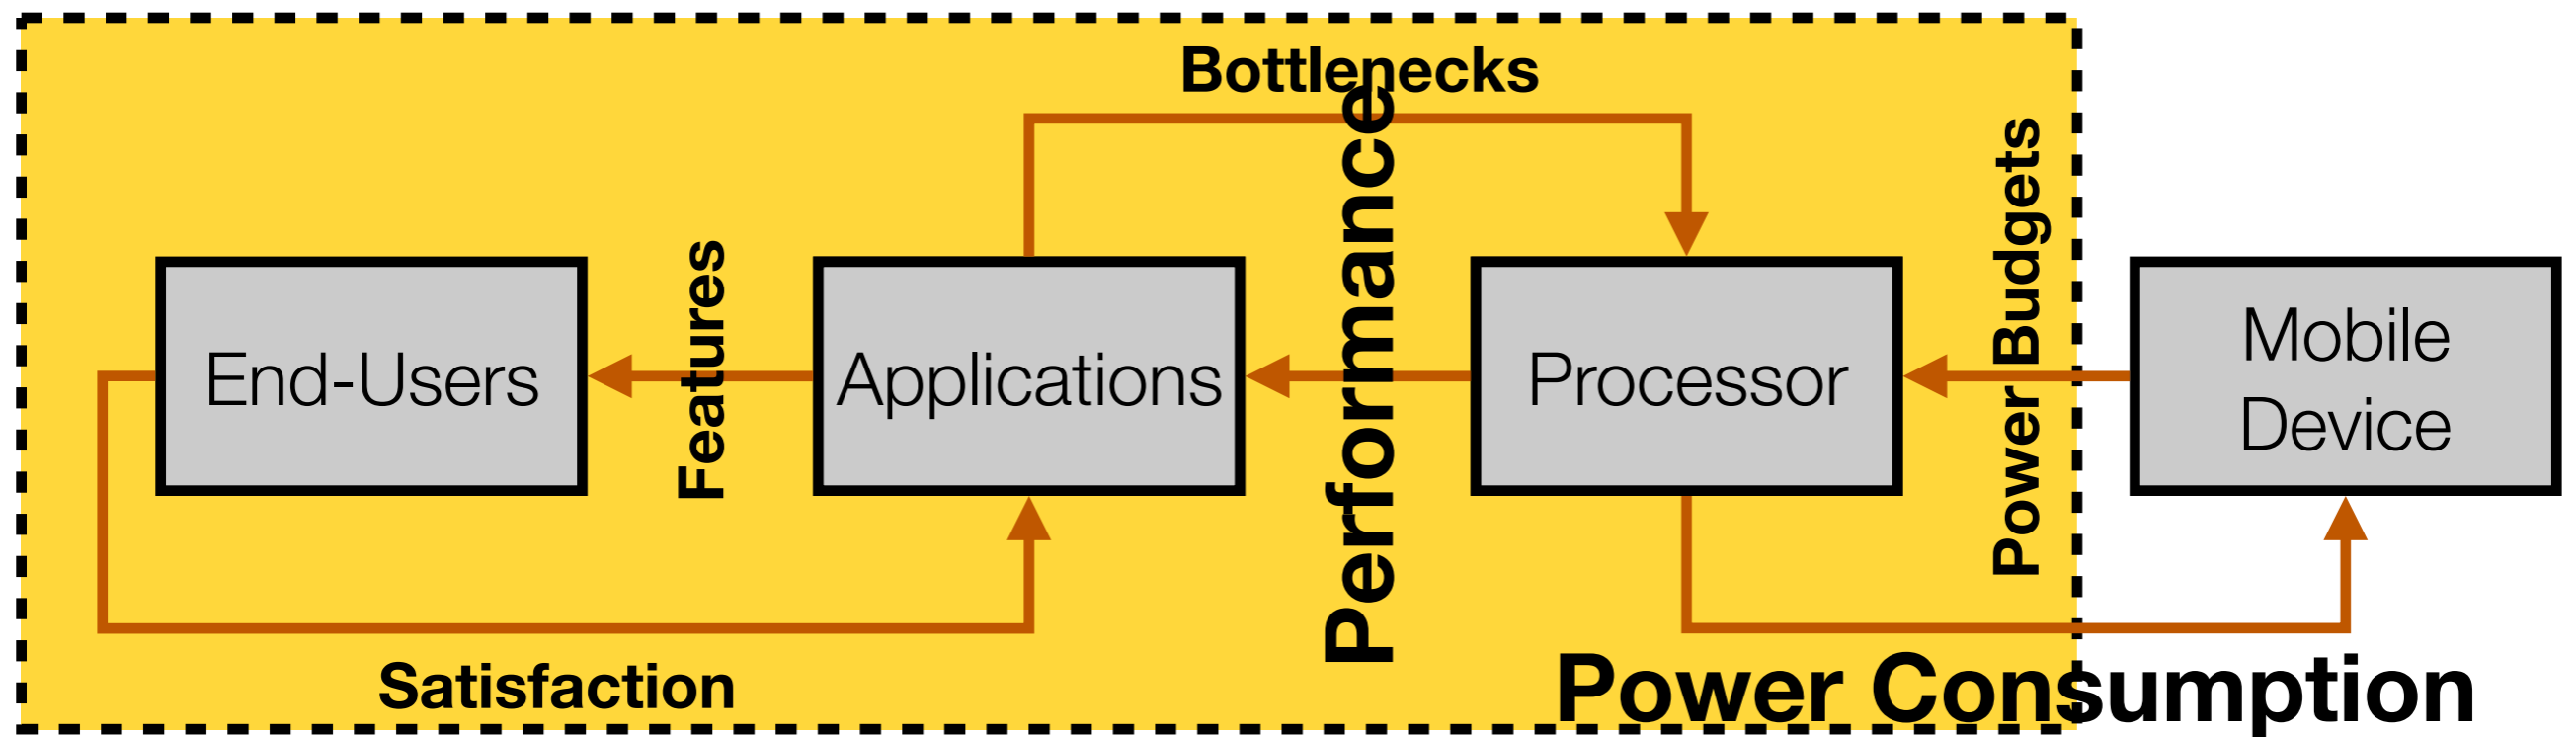 Bottlenecks
End-Users
Features
Applications
Performance
Processor
Power Budgets
Mobile
Device
Satisfaction
Power Consumption